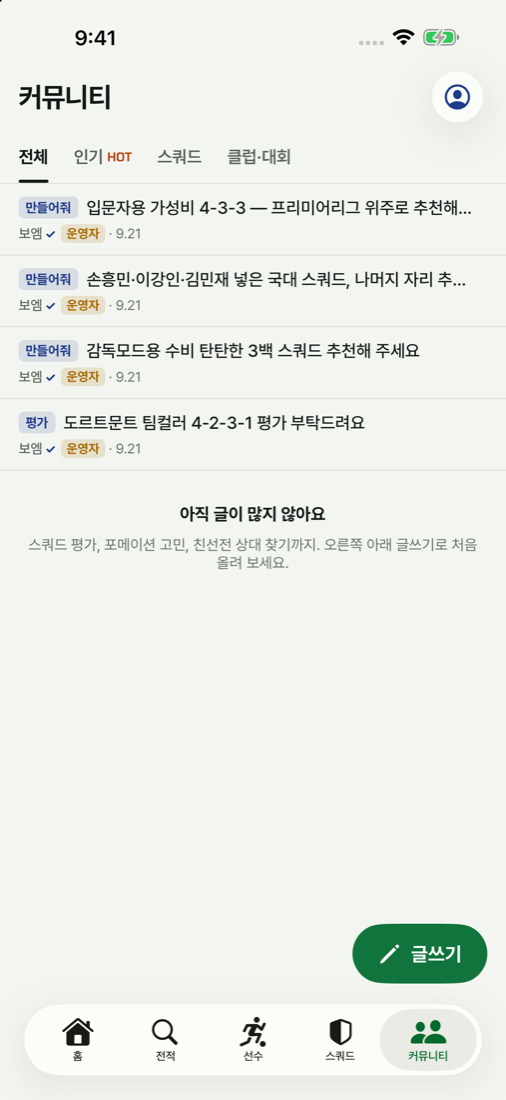 9:41
커뮤니티
전체 인기 HOT 스쿼드 클럽·대회
만들어줘 입문자용 가성비 4-3-3 — 프리미어리그 위주로 추천해...
보엠 ✓ 운영자 · 9.21
만들어줘 손흥민·이강인·김민재 넣은 국대 스쿼드, 나머지 자리 추...
보엠 ✓ 운영자 · 9.21
만들어줘 감독모드용 수비 탄탄한 3백 스쿼드 추천해 주세요
보엠 ✓ 운영자 · 9.21
평가 도르트문트 팀컬러 4-2-3-1 평가 부탁드려요
보엠 ✓ 운영자 · 9.21
아직 글이 많지 않아요
스쿼드 평가, 포메이션 고민, 친선전 상대 찾기까지. 오른쪽 아래 글쓰기로 처음
올려 보세요.
글쓰기
홈 전적 선수 스쿼드 커뮤니티